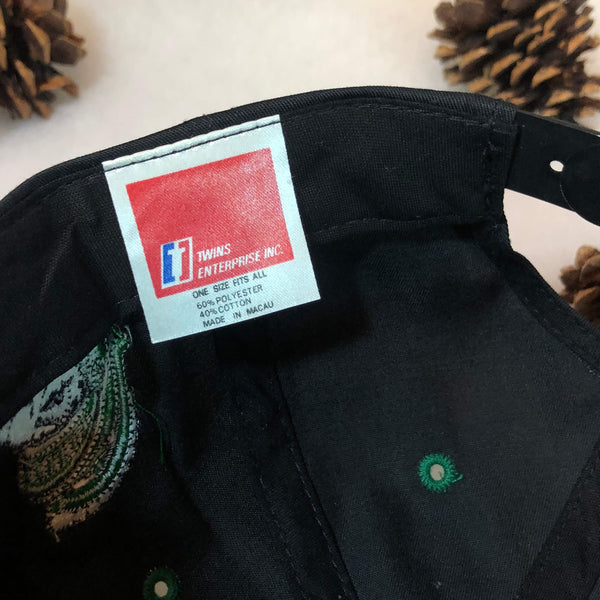 TWINS
ENTERPRISE INC.
ONE SIZE FITS ALL
60% POLYESTER
40% COTTON
MADE IN MACAU